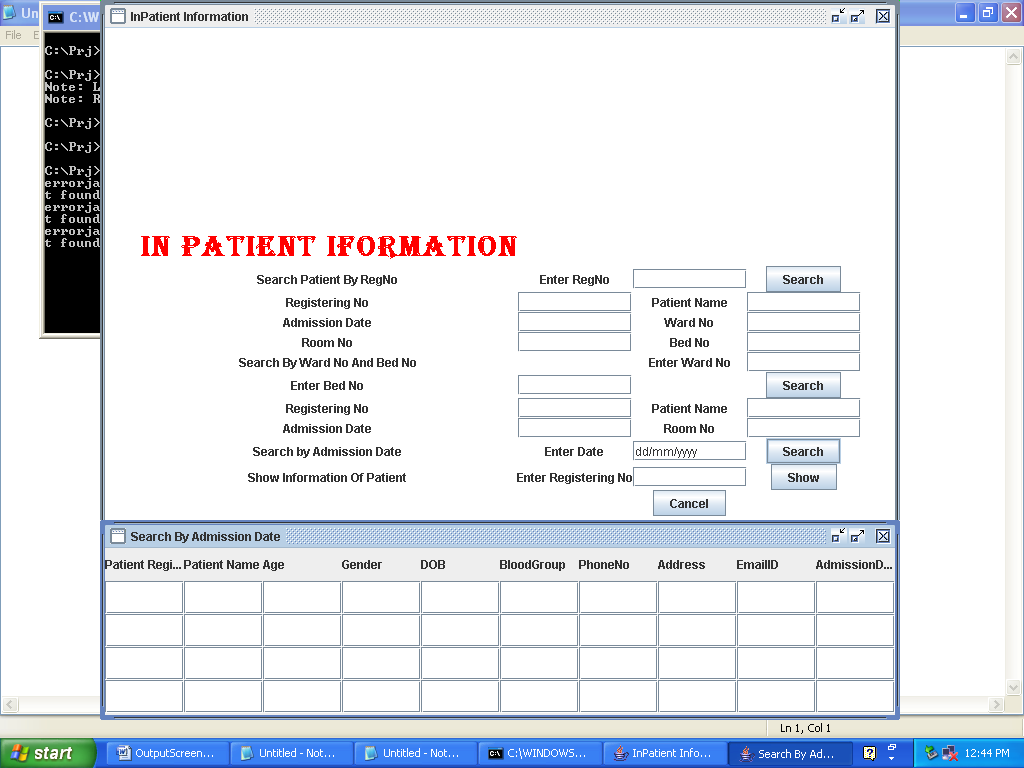 Un
C:\W
InPatient Information
File E
C:\Prj>
C:\Prj>
Note: L
Note: R
C:\Prj>
C:\Prj>
C:\Prj>
errorja
t found
errorja
t found
errorja
t found
IN PATIENT IFORMATION
Search Patient By RegNo Enter RegNo Search
Registering No Patient Name
Admission Date Ward No
Room No Bed No
Search By Ward No And Bed No Enter Ward No
Enter Bed No Search
Registering No Patient Name
Admission Date Room No
Search by Admission Date Enter Date dd/mm/yyyy Search
Show Information Of Patient Enter Registering No Show
Cancel
Search By Admission Date
Patient Regi... Patient Name Age Gender DOB BloodGroup PhoneNo Address EmailID AdmissionD...
Ln 1, Col 1
start OutputScreen... Untitled - Not... Untitled - Not... C:\WINDOWS... InPatient Info... Search By Ad... 12:44 PM